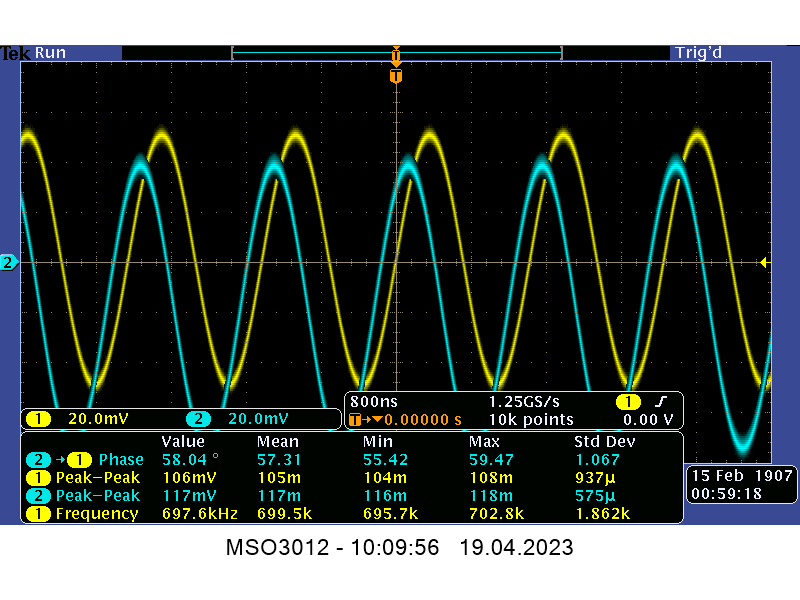 Tek Run Trig'd
T
T
2
800ns 1.25GS/s 1
T→▼0.00000 s 10k points 0.00 V
1 20.0mV 2 20.0mV
Value Mean Min Max Std Dev
2 →1 Phase 58.04 ° 57.31 55.42 59.47 1.067
1 Peak–Peak 106mV 105m 104m 108m 937µ
2 Peak–Peak 117mV 117m 116m 118m 575µ
1 Frequency 697.6kHz 699.5k 695.7k 702.8k 1.862k
15 Feb 1907
00:59:18
MSO3012 - 10:09:56 19.04.2023